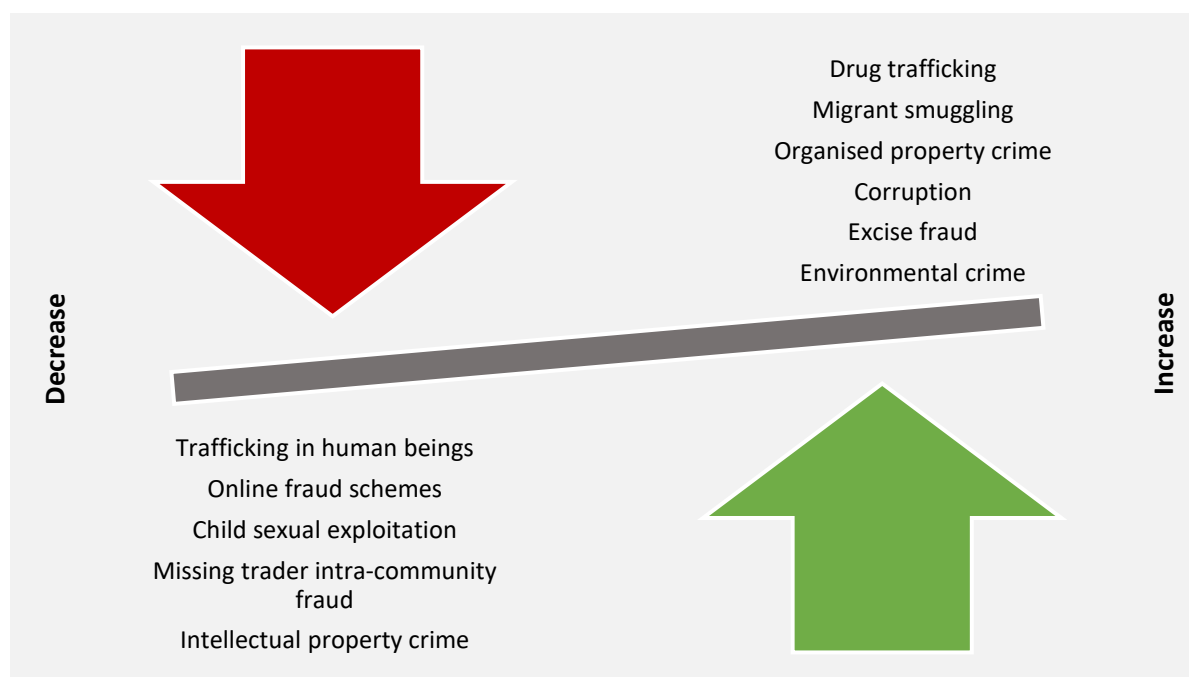 Decrease
Trafficking in human beings
Online fraud schemes
Child sexual exploitation
Missing trader intra-community
fraud
Intellectual property crime
Drug trafficking
Migrant smuggling
Organised property crime
Corruption
Excise fraud
Environmental crime
Increase